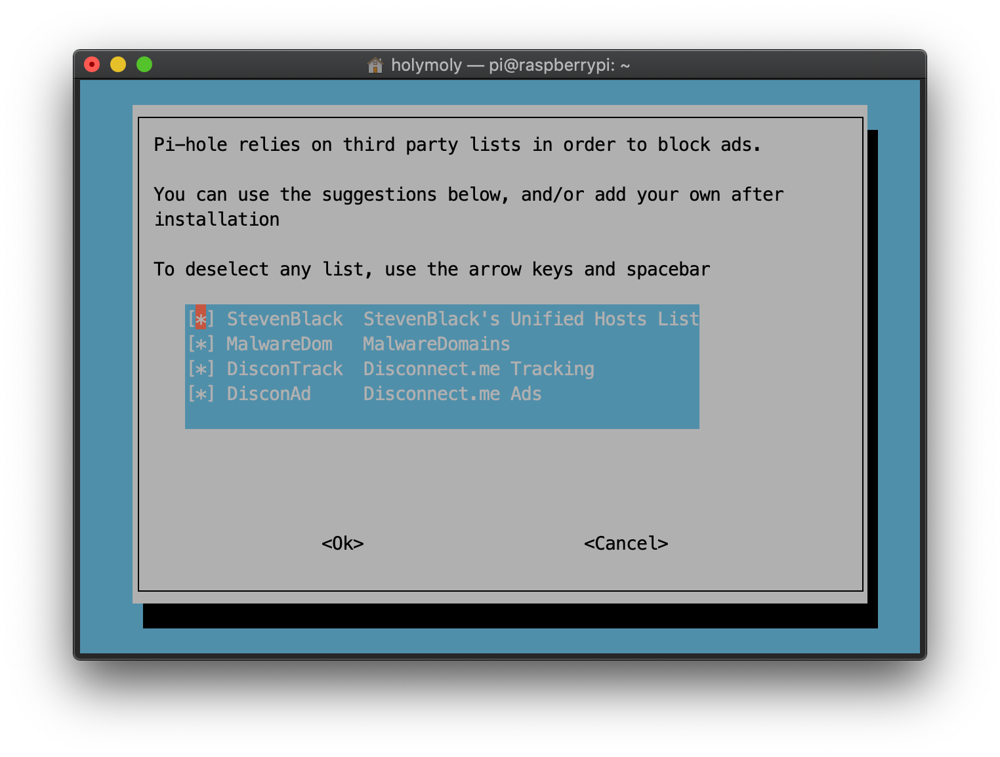 holymoly — pi@raspberrypi: ~
Pi-hole relies on third party lists in order to block ads.
You can use the suggestions below, and/or add your own after
installation
To deselect any list, use the arrow keys and spacebar
[*] StevenBlack  StevenBlack's Unified Hosts List
[*] MalwareDom   MalwareDomains
[*] DisconTrack  Disconnect.me Tracking
[*] DisconAd     Disconnect.me Ads
<Ok>                     <Cancel>